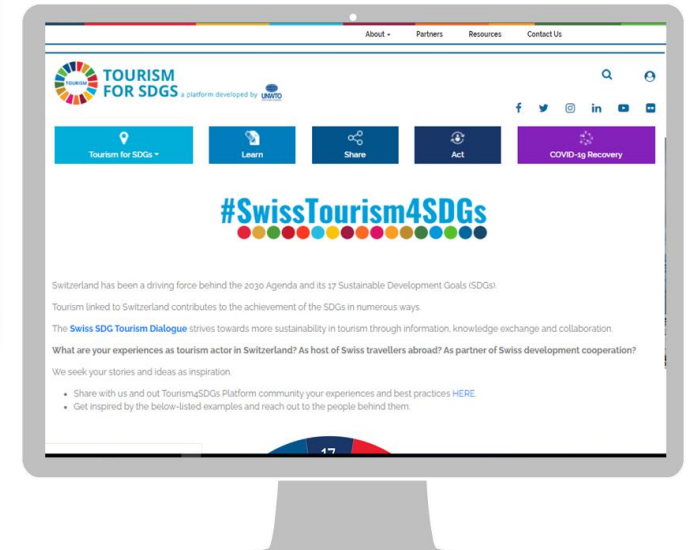 About Partners Resources Contact Us
TOURISM
TOURISM
FOR SDGS a platform developed by UNWTO
Tourism for SDGs Learn Share Act COVID-19 Recovery
#SwissTourism4SDGs
Switzerland has been a driving force behind the 2030 Agenda and its 17 Sustainable Development Goals (SDGs).
Tourism linked to Switzerland contributes to the achievement of the SDGs in numerous ways.
The Swiss SDG Tourism Dialogue strives towards more sustainability in tourism through information, knowledge exchange and collaboration.
What are your experiences as tourism actor in Switzerland? As host of Swiss travellers abroad? As partner of Swiss development cooperation?
We seek your stories and ideas as inspiration.
Share with us and out Tourism4SDGs Platform community your experiences and best practices HERE.
Get inspired by the below-listed examples and reach out to the people behind them.
17